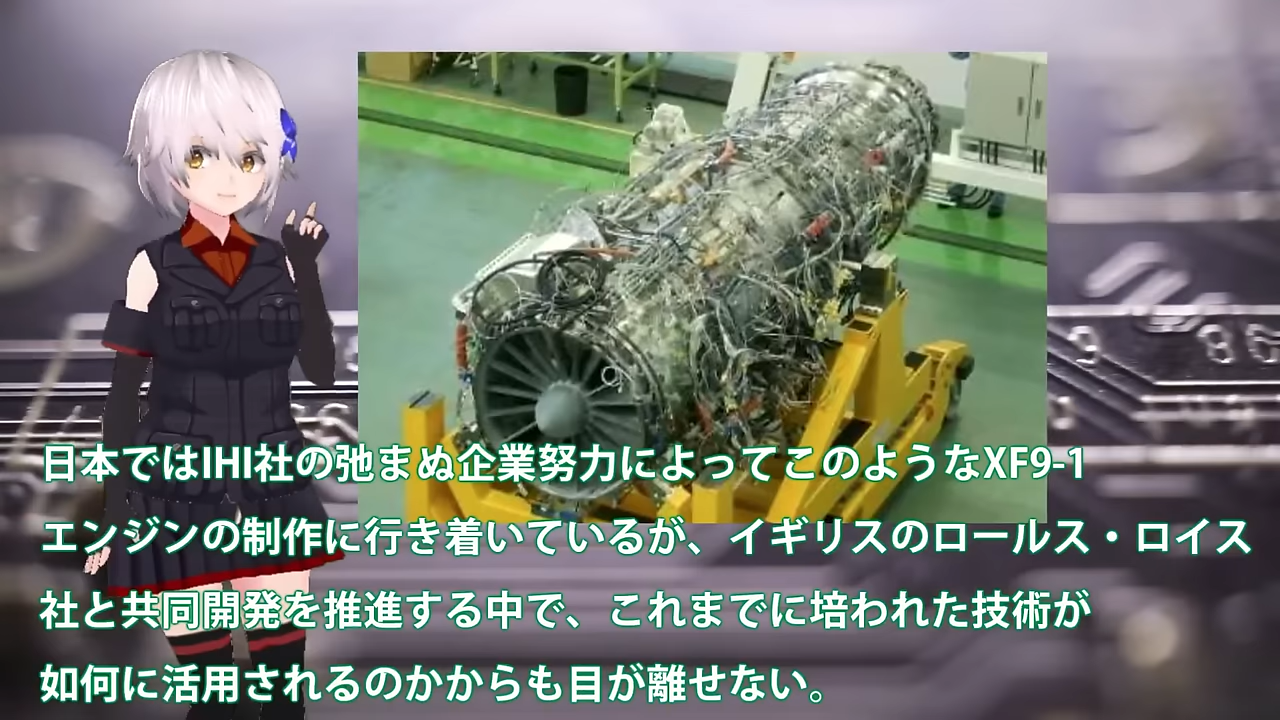 日本ではIHI社の弛まぬ企業努力によってこのようなXF9-1
エンジンの制作に行き着いているが、イギリスのロールス・ロイス
社と共同開発を推進する中で、これまでに培われた技術が
如何に活用されるのかからも目が離せない。